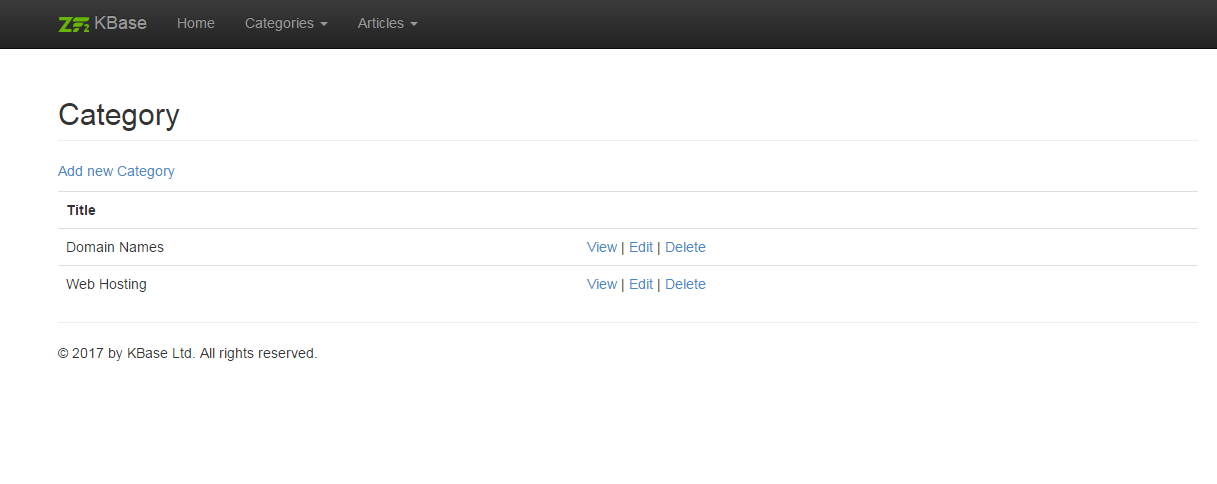 ZF2 KBase Home Categories Articles
Category
Add new Category
Title
Domain Names View | Edit | Delete
Web Hosting View | Edit | Delete
© 2017 by KBase Ltd. All rights reserved.